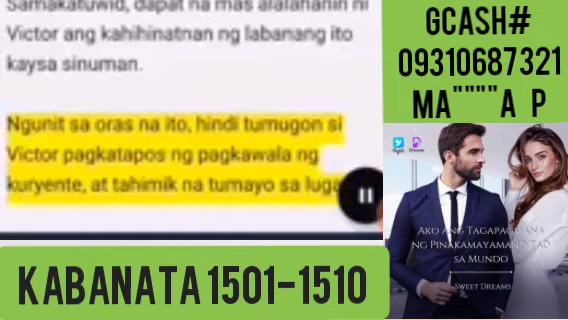 Samakatuwid, dapat na mas alalahanin ni
Victor ang kahihinatnan ng labanang ito
kaysa sinuman.
Ngunit sa oras na ito, hindi tumugon si
Victor pagkatapos ng pagkawala ng
kuryente, at tahimik na tumayo sa
KABANATA 1501-1510
GCASH#
09310687321
MA""""A P
AKO ANG TAGAPAGMANA
NG PINAKAMAYAMANG TAO
SA MUNDO
SWEET DREAMS